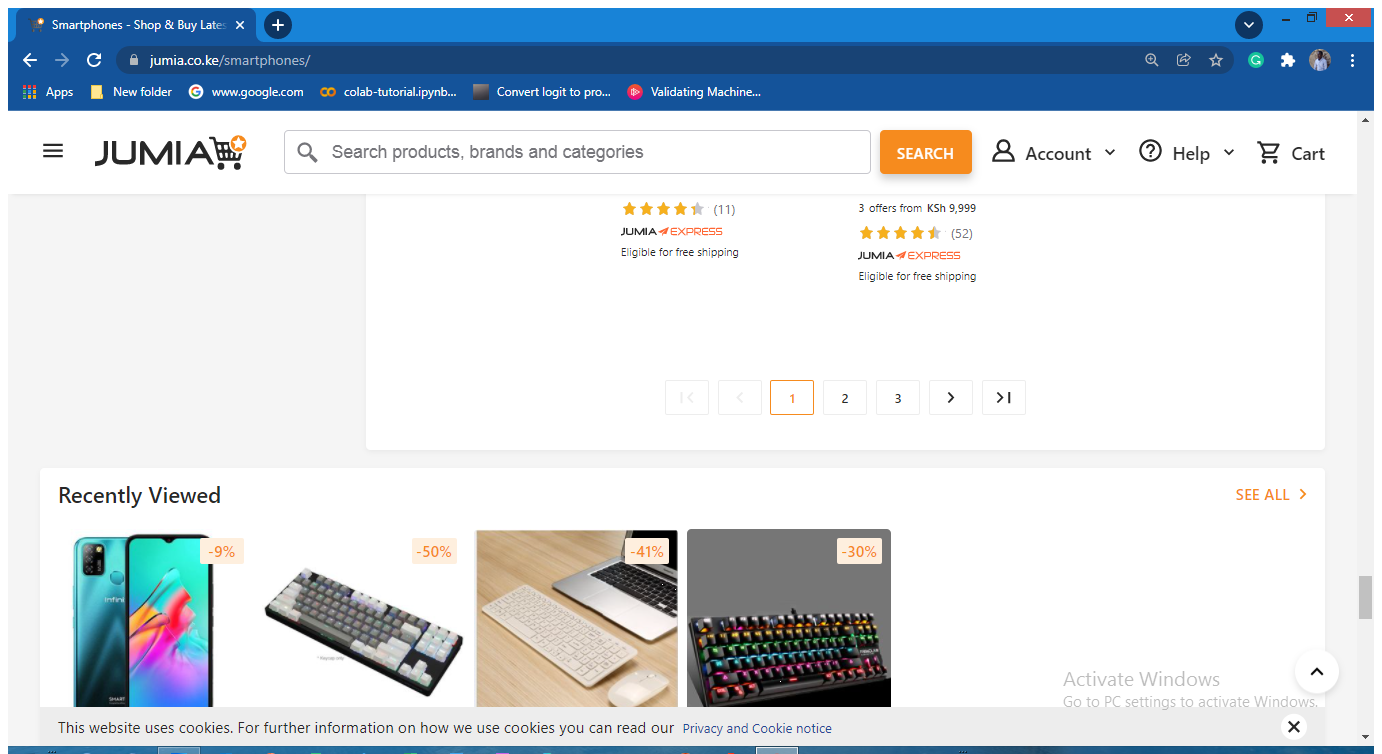 Smartphones - Shop & Buy Lates
jumia.co.ke/smartphones/
Apps New folder www.google.com colab-tutorial.ipynb... Convert logit to pro... Validating Machine...
JUMIA Search products, brands and categories SEARCH Account Help Cart
(11)
JUMIA EXPRESS
Eligible for free shipping
3 offers from KSh 9,999
(52)
JUMIA EXPRESS
Eligible for free shipping
1 2 3
Recently Viewed SEE ALL
-9% -50% -41% -30%
Infinix
SMART
Activate Windows
Go to PC settings to activate Windows.
This website uses cookies. For further information on how we use cookies you can read our Privacy and Cookie notice